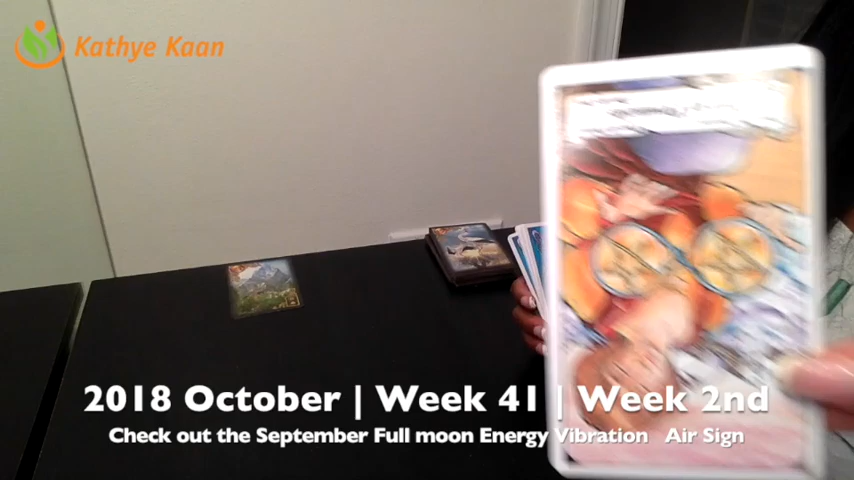 Kathye Kaan
2018 October | Week 41 | Week 2nd
Check out the September Full moon Energy Vibration Air Sign